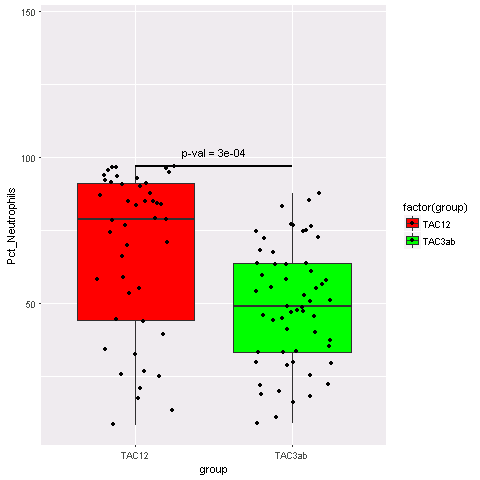 150
100
50
Pct_Neutrophils
p-val = 3e-04
TAC12
TAC3ab
group
factor(group)
TAC12
TAC3ab